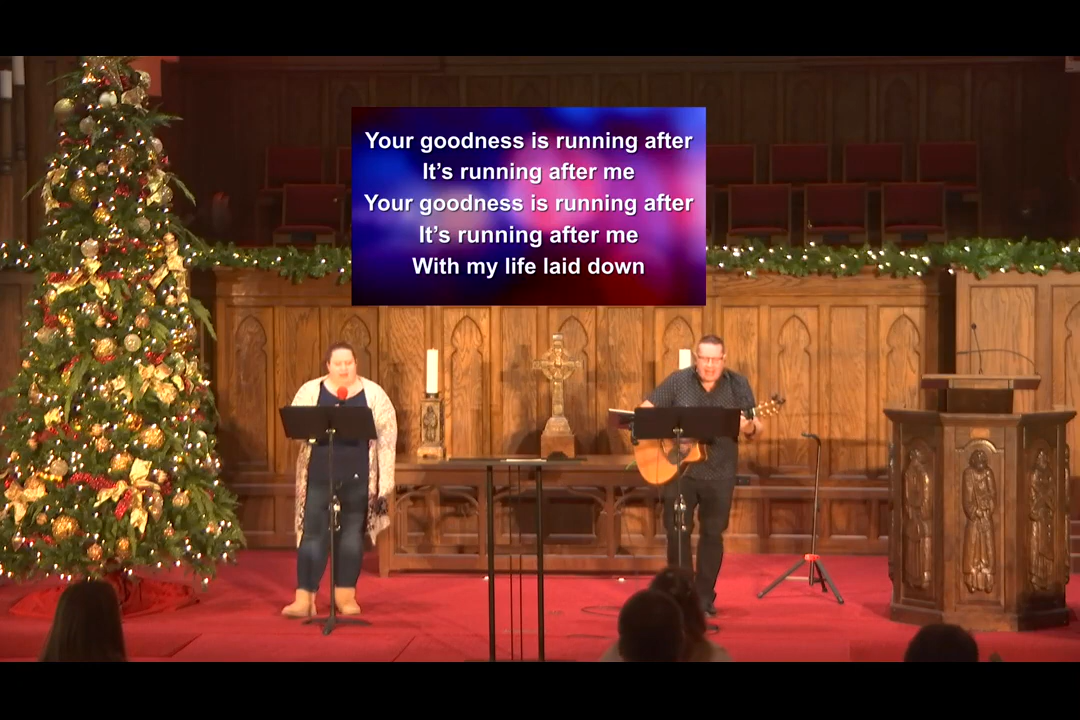 Your goodness is running after
It’s running after me
Your goodness is running after
It’s running after me
With my life laid down